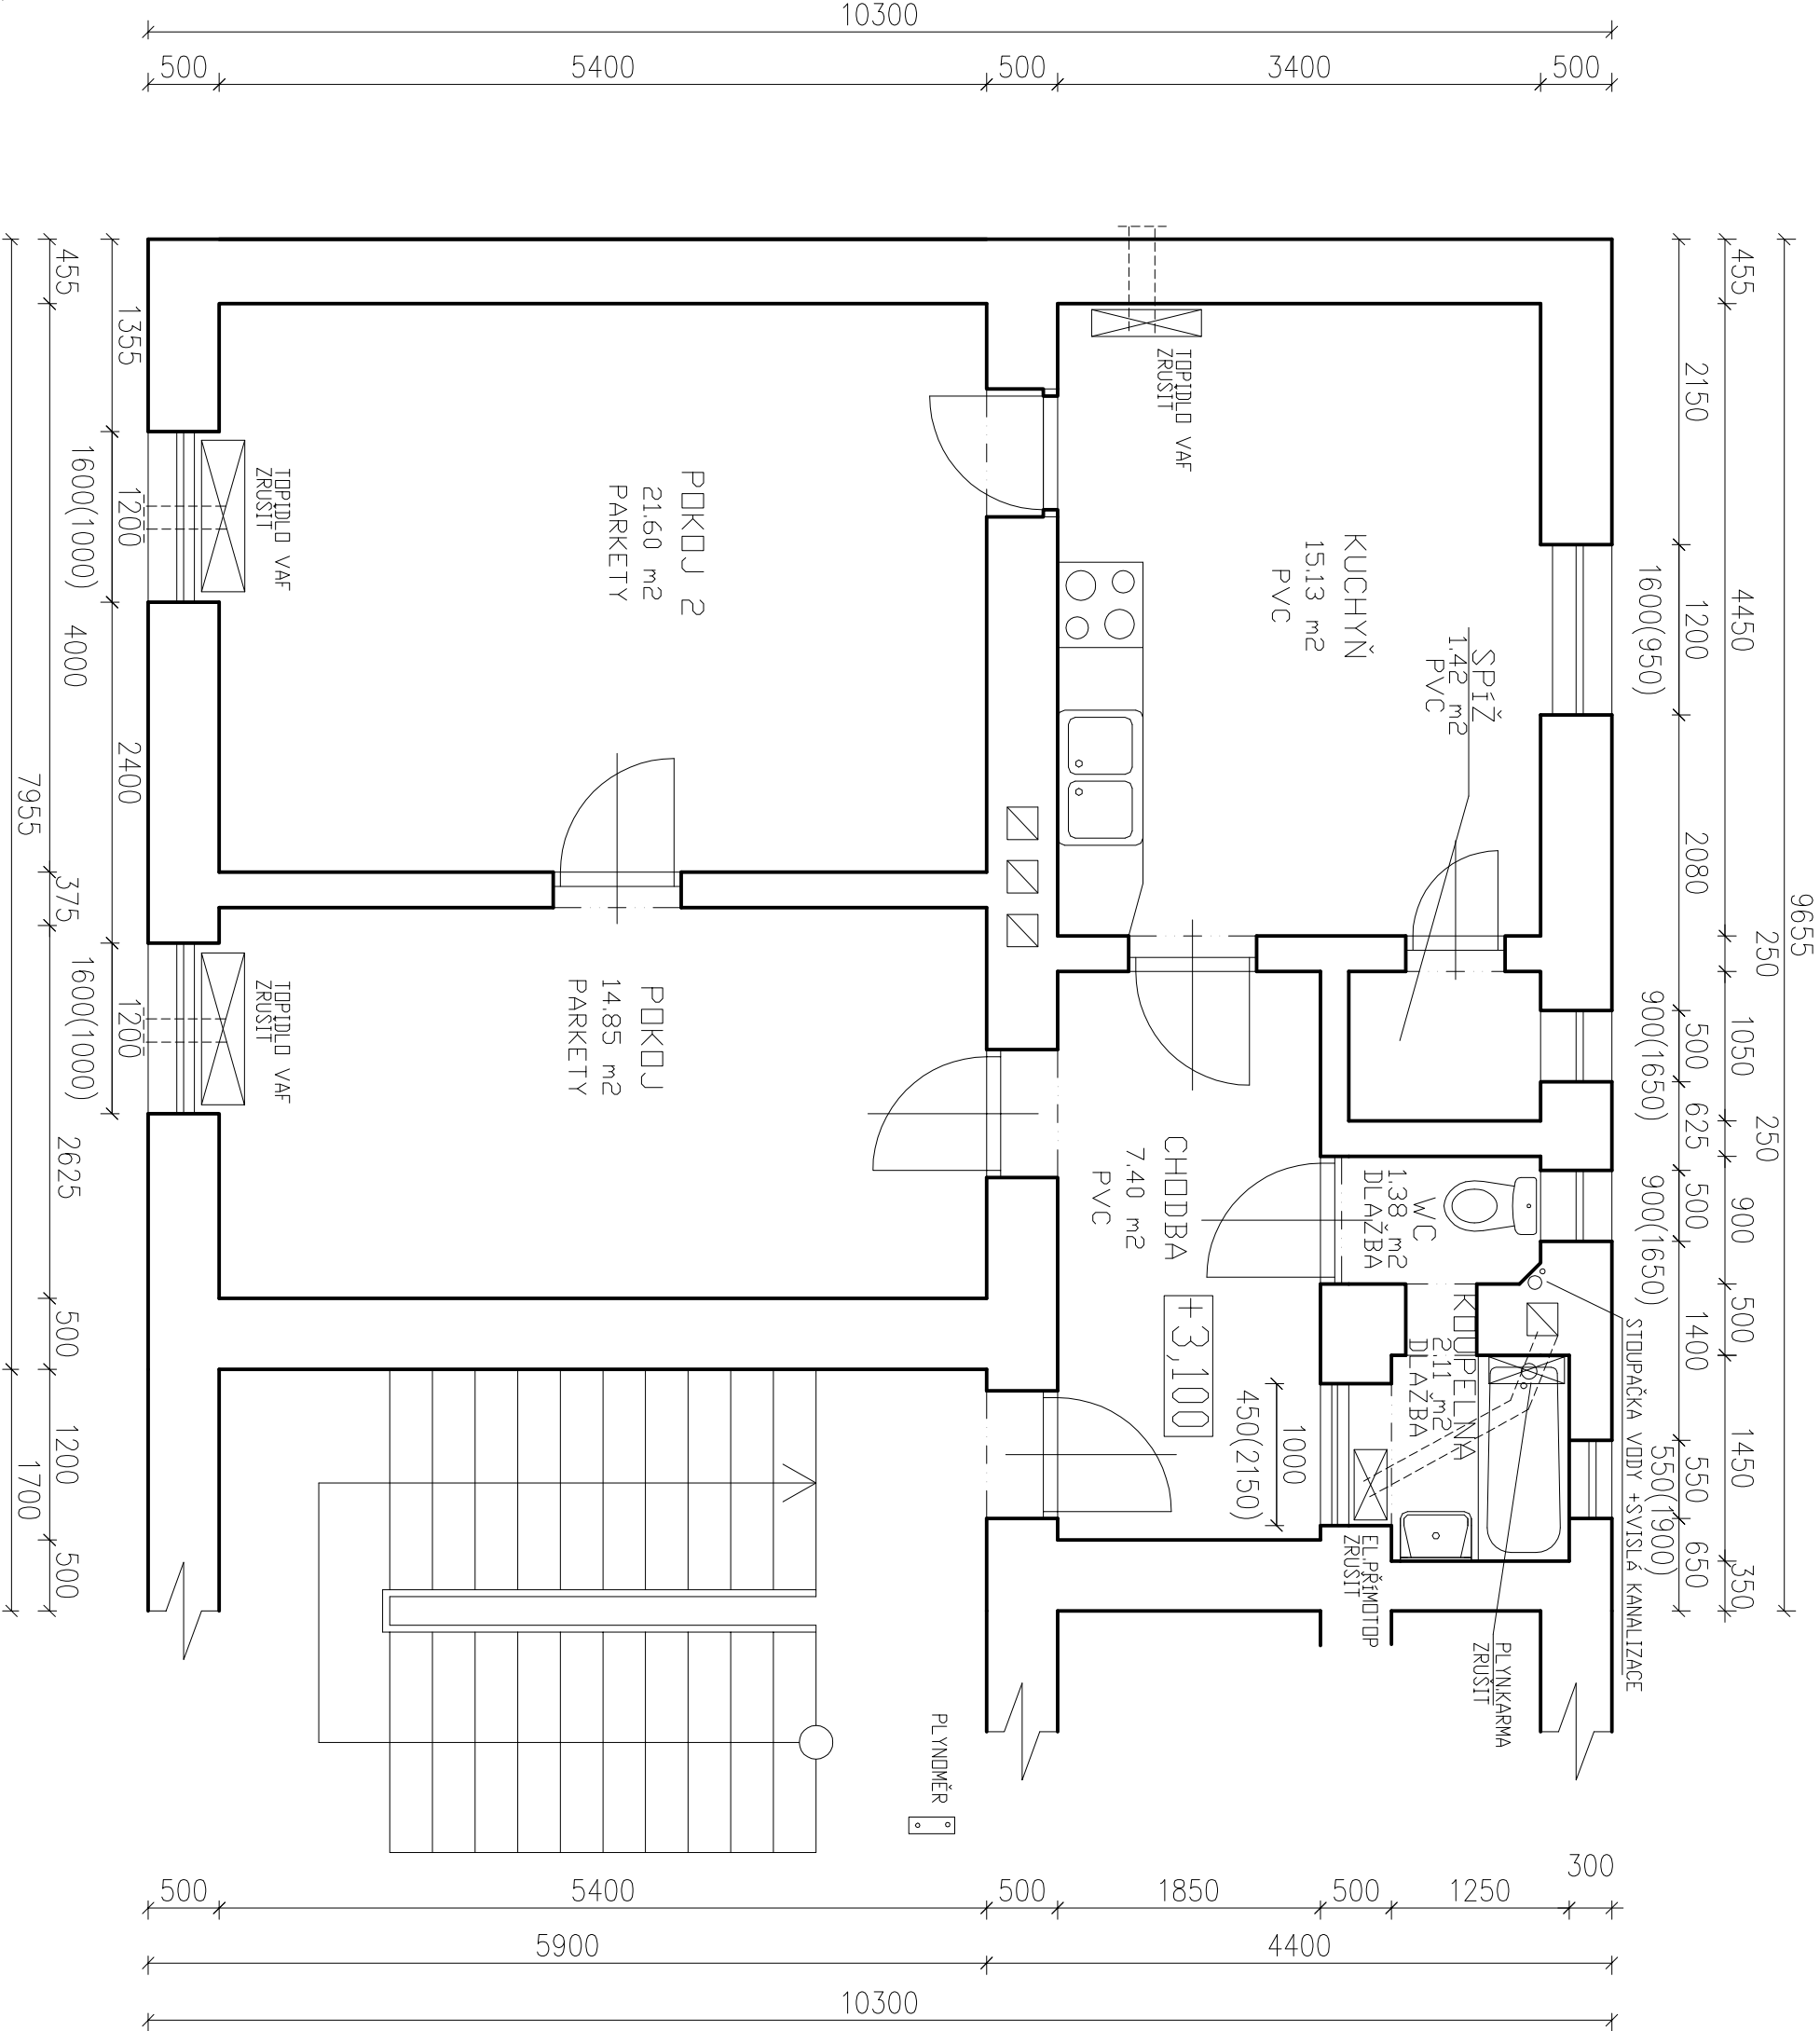 10300
500
5400
500
3400
500
455
4450
250
1050
250
900
500
1450
350
9655
2150
1200
1600(950)
2080
500
900(1650)
625
500
900(1650)
1400
550
550(1900)
650
KUCHYŇ
15.13 m2
PVC
SPÍŽ
1.42 m2
PVC
TOPIDLO VAF
ZRUŠIT
POKOJ 2
21.60 m2
PARKETY
TOPIDLO VAF
ZRUŠIT
POKOJ
14.85 m2
PARKETY
TOPIDLO VAF
ZRUŠIT
CHODBA
7.40 m2
PVC
+3,100
WC
1.38 m2
DLAŽBA
KOUPELNA
2.11 m2
DLAŽBA
1000
450(2150)
STOUPAČKA VODY +SVISLÁ KANALIZACE
EL.PŘÍMOTOP
ZRUŠIT
PLYN.KARMA
ZRUŠIT
PLYNOMĚR
1355
1200
1600(1000)
2400
1200
1600(1000)
455
4000
375
2625
500
1200
500
7955
1700
500
5400
500
1850
500
1250
300
5900
4400
10300